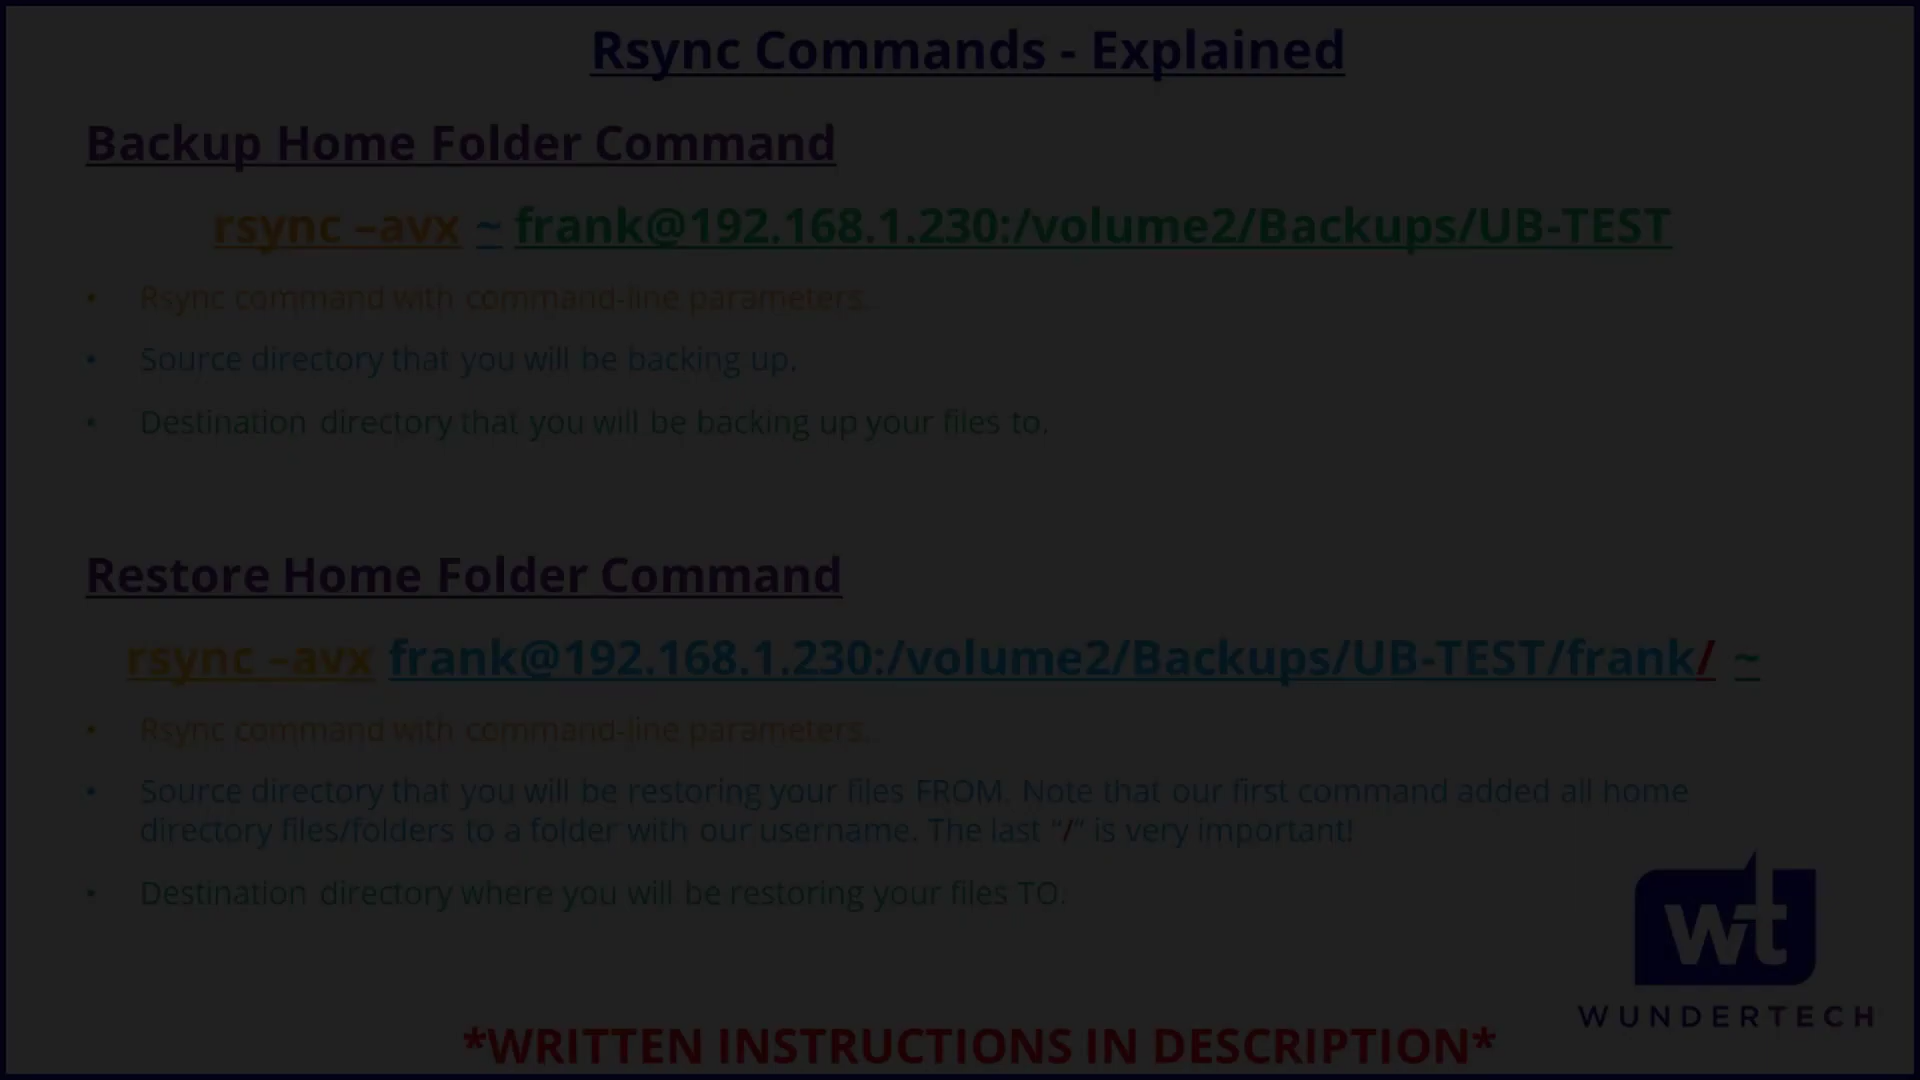 Rsync Commands - Explained
Backup Home Folder Command
rsync –avx ~ frank@192.168.1.230:/volume2/Backups/UB-TEST
• Rsync command with command-line parameters.
• Source directory that you will be backing up.
• Destination directory that you will be backing up your files to.
Restore Home Folder Command
rsync –avx frank@192.168.1.230:/volume2/Backups/UB-TEST/frank/ ~
• Rsync command with command-line parameters.
• Source directory that you will be restoring your files FROM. Note that our first command added all home
directory files/folders to a folder with our username. The last “/” is very important!
• Destination directory where you will be restoring your files TO.
wt
WUNDERTECH
*WRITTEN INSTRUCTIONS IN DESCRIPTION*